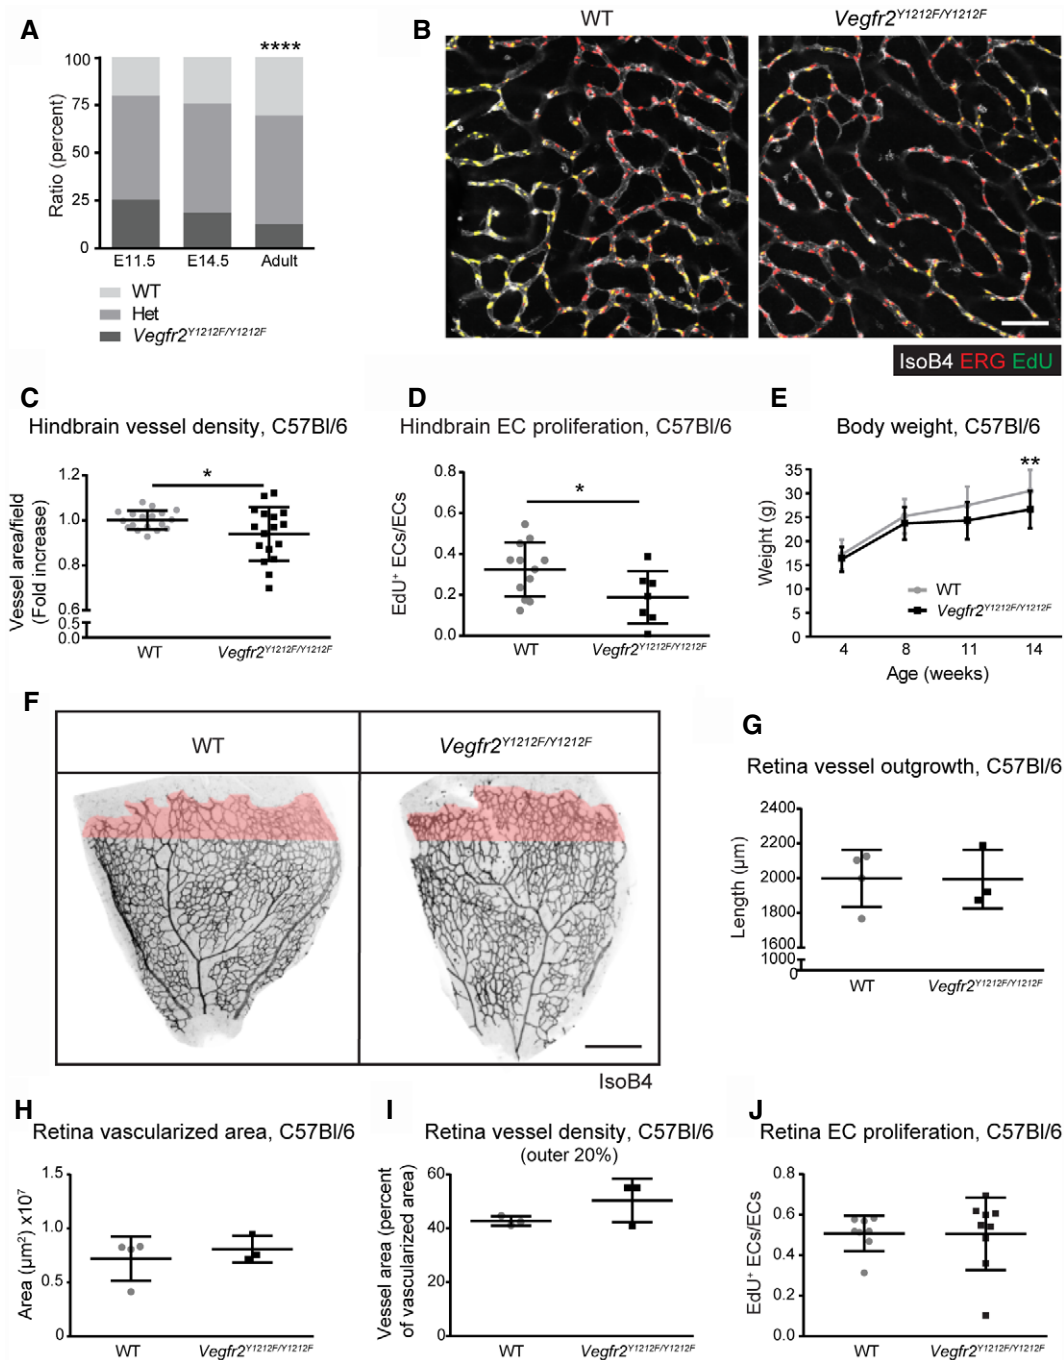 A
****
100
75
50
25
0
Ratio (percent)
E11.5 E14.5 Adult
WT
Het
Vegfr2Y1212F/Y1212F
B
WT Vegfr2Y1212F/Y1212F
IsoB4 ERG EdU
C
Hindbrain vessel density, C57Bl/6
*
1.2
1.0
0.8
0.6
0.5
0.0
Vessel area/field
(Fold increase)
WT Vegfr2Y1212F/Y1212F
D
Hindbrain EC proliferation, C57Bl/6
*
0.8
0.6
0.4
0.2
0.0
EdU+ ECs/ECs
WT Vegfr2Y1212F/Y1212F
E
Body weight, C57Bl/6
**
35
30
25
20
15
10
5
0
Weight (g)
WT
Vegfr2Y1212F/Y1212F
4 8 11 14
Age (weeks)
F
WT Vegfr2Y1212F/Y1212F
IsoB4
G
Retina vessel outgrowth, C57Bl/6
2400
2200
2000
1800
1600
1000
0
Length (µm)
WT Vegfr2Y1212F/Y1212F
H
Retina vascularized area, C57Bl/6
1.5
1.0
0.5
0
Area (µm2) x107
WT Vegfr2Y1212F/Y1212F
I
Retina vessel density, C57Bl/6
(outer 20%)
60
40
20
0
Vessel area (percent
of vascularized area)
WT Vegfr2Y1212F/Y1212F
J
Retina EC proliferation, C57Bl/6
0.8
0.6
0.4
0.2
0.0
EdU+ ECs/ECs
WT Vegfr2Y1212F/Y1212F